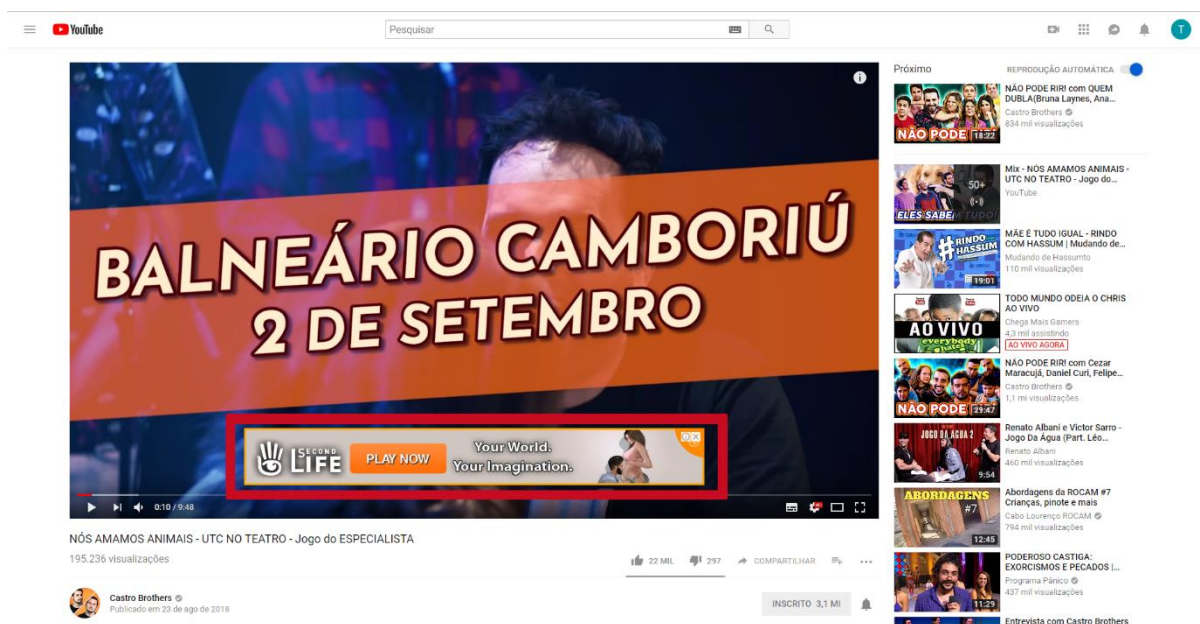 YouTube
Pesquisar
T
BALNEÁRIO CAMBORIÚ
2 DE SETEMBRO
SECOND
LIFE
PLAY NOW
Your World.
Your Imagination.
0:10 / 9:48
NÓS AMAMOS ANIMAIS - UTC NO TEATRO - Jogo do ESPECIALISTA
195.236 visualizações
22 MIL
297
COMPARTILHAR
Castro Brothers
Publicado em 23 de ago de 2018
INSCRITO 3,1 MI
Próximo
REPRODUÇÃO AUTOMÁTICA
NÃO PODE
18:22
NÃO PODE RIR! com QUEM
DUBLA(Bruna Laynes, Ana...
Castro Brothers
834 mil visualizações
50+
ELES SABEM TUDO!
Mix - NÓS AMAMOS ANIMAIS -
UTC NO TEATRO - Jogo do...
YouTube
# RINDO
HASSUM
19:01
MÃE É TUDO IGUAL - RINDO
COM HASSUM | Mudando de...
Mudando de Hassumto
110 mil visualizações
AO VIVO
everybody
hates
TODO MUNDO ODEIA O CHRIS
AO VIVO
Chega Mais Gamers
4,3 mil assistindo
AO VIVO AGORA
NÃO PODE
29:47
NÃO PODE RIR! com Cezar
Maracujá, Daniel Curi, Felipe...
Castro Brothers
1,1 mi visualizações
JOGO DA AGUA 2
9:54
Renato Albani e Victor Sarro -
Jogo Da Água (Part. Léo...
Renato Albani
460 mil visualizações
ABORDAGENS
#7
12:45
Abordagens da ROCAM #7
Crianças, pinote e mais
Cabo Lourenço ROCAM
794 mil visualizações
11:29
PODEROSO CASTIGA:
EXORCISMOS E PECADOS |...
Programa Pânico
437 mil visualizações
Entrevista com Castro Brothers